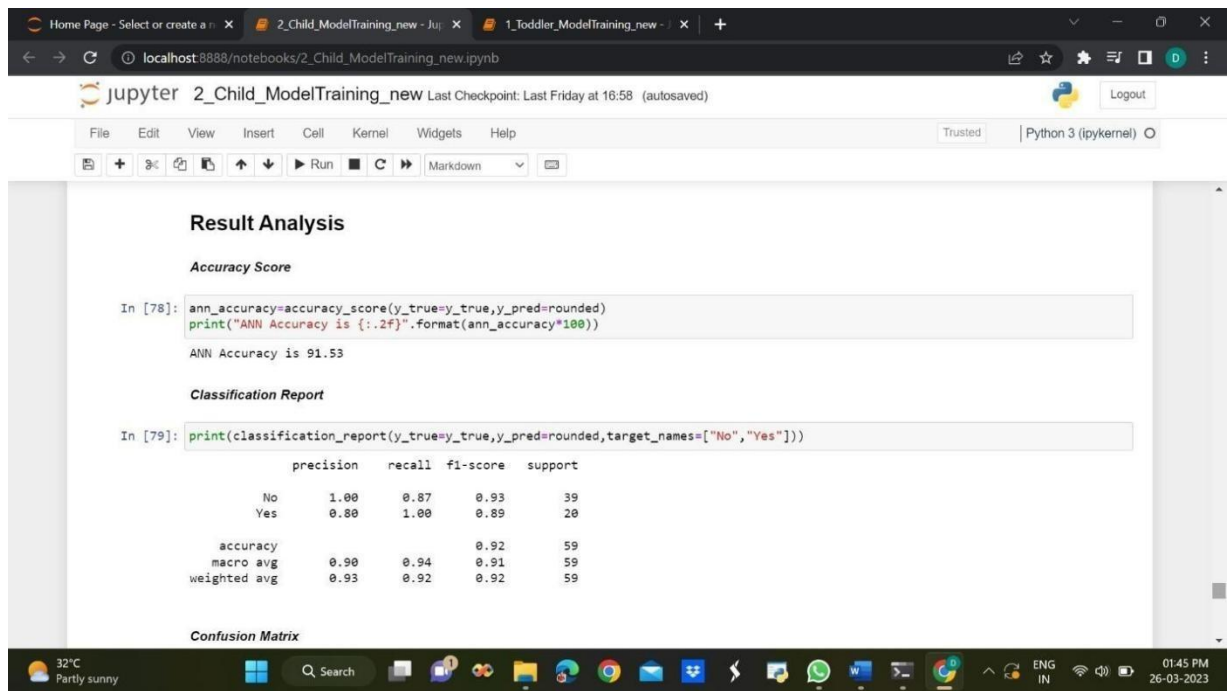 Home Page - Select or create a n
2_Child_ModelTraining_new - Jup
1_Toddler_ModelTraining_new - J
localhost:8888/notebooks/2_Child_ModelTraining_new.ipynb
D
jupyter 2_Child_ModelTraining_new Last Checkpoint: Last Friday at 16:58 (autosaved)
Logout
File Edit View Insert Cell Kernel Widgets Help
Trusted
Python 3 (ipykernel)
Run
Markdown
Result Analysis
Accuracy Score
In [78]: ann_accuracy=accuracy_score(y_true=y_true,y_pred=rounded)
print("ANN Accuracy is {:.2f}".format(ann_accuracy*100))
ANN Accuracy is 91.53
Classification Report
In [79]: print(classification_report(y_true=y_true,y_pred=rounded,target_names=["No","Yes"]))
precision recall f1-score support
No 1.00 0.87 0.93 39
Yes 0.80 1.00 0.89 20
accuracy 0.92 59
macro avg 0.90 0.94 0.91 59
weighted avg 0.93 0.92 0.92 59
Confusion Matrix
32°C
Partly sunny
Search
ENG
IN
01:45 PM
26-03-2023